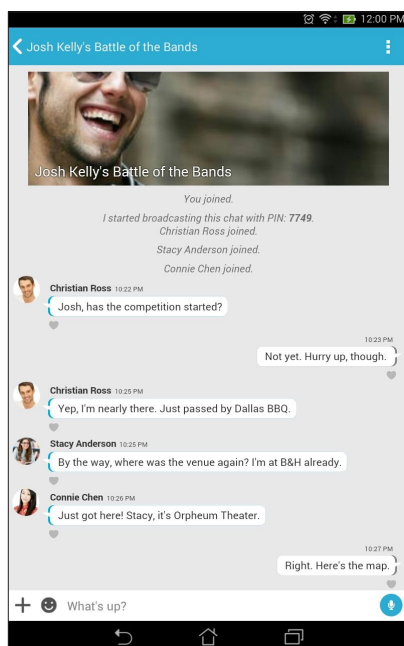 12:00 PM
Josh Kelly's Battle of the Bands
Josh Kelly's Battle of the Bands
You joined.
I started broadcasting this chat with PIN: 7749.
Christian Ross joined.
Stacy Anderson joined.
Connie Chen joined.
Christian Ross 10:22 PM
Josh, has the competition started?
10:23 PM
Not yet. Hurry up, though.
Christian Ross 10:25 PM
Yep, I'm nearly there. Just passed by Dallas BBQ.
Stacy Anderson 10:25 PM
By the way, where was the venue again? I'm at B&H already.
Connie Chen 10:26 PM
Just got here! Stacy, it's Orpheum Theater.
10:27 PM
Right. Here's the map.
What's up?